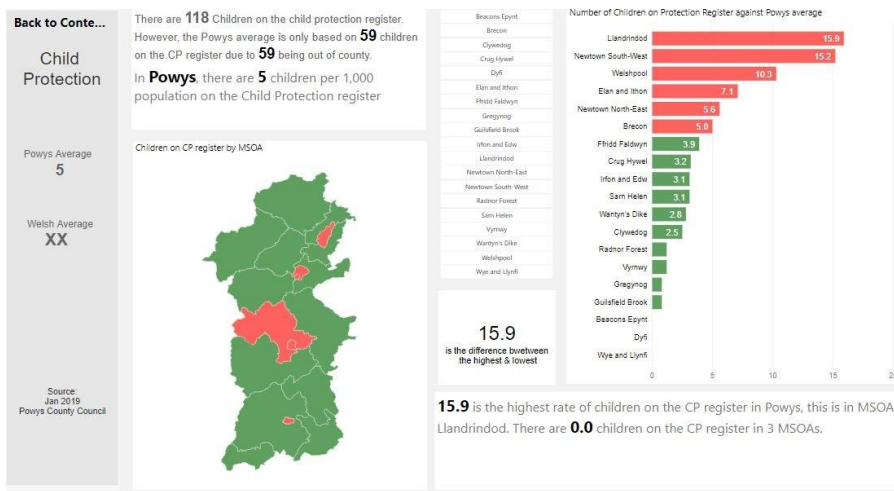 Back to Conte...
Child
Protection
Powys Average
5
Welsh Average
XX
Source:
Jan 2019
Powys County Council
There are 118 Children on the child protection register.
However, the Powys average is only based on 59 children
on the CP register due to 59 being out of county.
In Powys, there are 5 children per 1,000
population on the Child Protection register
Children on CP register by MSOA
Beacons Epynt
Brecon
Clywedog
Crug Hywel
Dyfi
Elan and Ithon
Ffridd Faldwyn
Gregynog
Guilsfield Brook
Irfon and Edw
Llandrindod
Newtown North-East
Newtown South-West
Radnor Forest
Sarn Helen
Vyrnwy
Wantyn's Dike
Welshpool
Wye and Llynfi
15.9
is the difference bwetween
the highest & lowest
Number of Children on Protection Register against Powys average
Llandrindod 15.9
Newtown South-West 15.2
Welshpool 10.3
Elan and Ithon 7.1
Newtown North-East 5.6
Brecon 5.0
Ffridd Faldwyn 3.9
Crug Hywel 3.2
Irfon and Edw 3.1
Sarn Helen 3.1
Wantyn's Dike 2.8
Clywedog 2.5
Radnor Forest
Vyrnwy
Gregynog
Guilsfield Brook
Beacons Epynt
Dyfi
Wye and Llynfi
0 5 10 15 2
15.9 is the highest rate of children on the CP register in Powys, this is in MSOA
Llandrindod. There are 0.0 children on the CP register in 3 MSOAs.